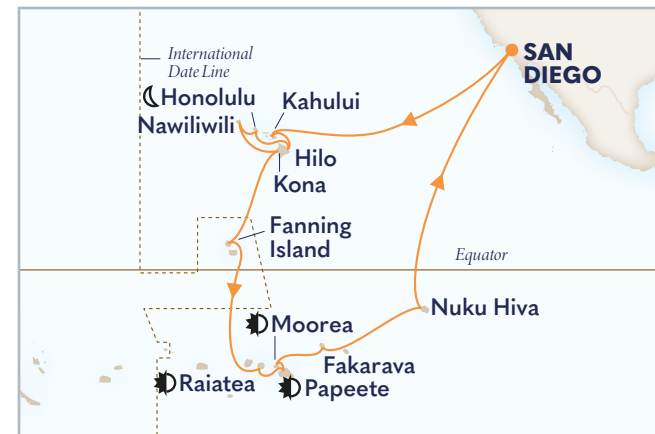 International
Date Line
SAN
DIEGO
Honolulu
Kahului
Nawiliwili
Hilo
Kona
Fanning
Island
Equator
Nuku Hiva
Moorea
Fakarava
Raiatea
Papeete